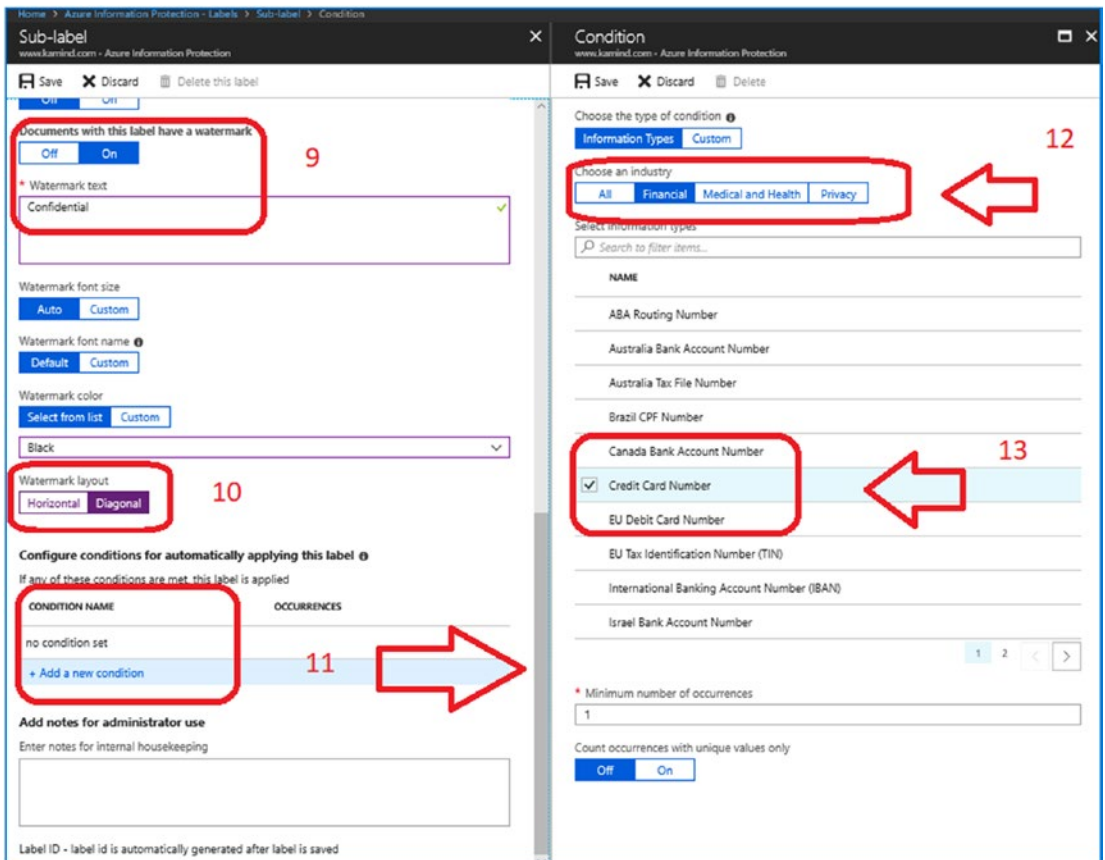 Home > Azure Information Protection - Labels > Sub-label > Condition
Sub-label
www.kamind.com - Azure Information Protection
Save Discard Delete this label
Off On
Documents with this label have a watermark
Off On
9
* Watermark text
Confidential
Watermark font size
Auto Custom
Watermark font name
Default Custom
Watermark color
Select from list Custom
Black
Watermark layout
Horizontal Diagonal
10
Configure conditions for automatically applying this label
If any of these conditions are met, this label is applied
CONDITION NAME OCCURRENCES
no condition set
+ Add a new condition
11
Add notes for administrator use
Enter notes for internal housekeeping
Label ID - label id is automatically generated after label is saved
Condition
www.kamind.com - Azure Information Protection
Save Discard Delete
Choose the type of condition
Information Types Custom
12
Choose an industry
All Financial Medical and Health Privacy
Select information types
Search to filter items...
NAME
ABA Routing Number
Australia Bank Account Number
Australia Tax File Number
Brazil CPF Number
Canada Bank Account Number
13
Credit Card Number
EU Debit Card Number
EU Tax Identification Number (TIN)
International Banking Account Number (IBAN)
Israel Bank Account Number
1 2 < >
* Minimum number of occurrences
1
Count occurrences with unique values only
Off On